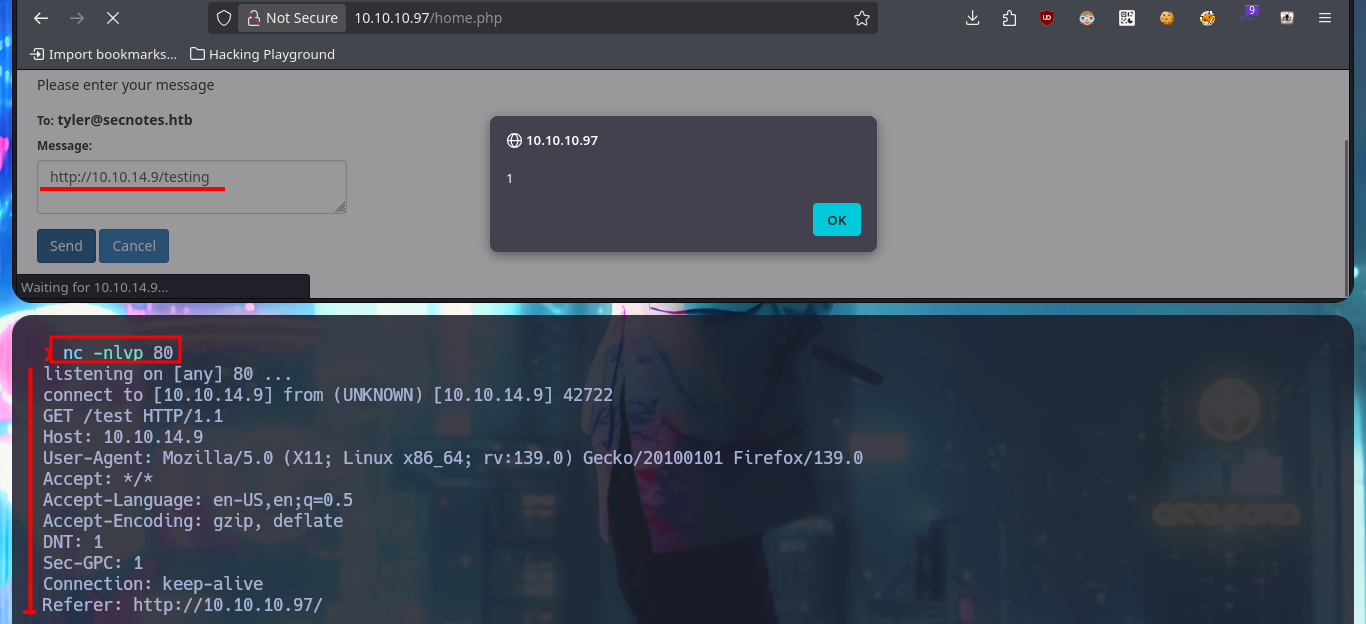 Not Secure
10.10.10.97/home.php
9
Import bookmarks...
Hacking Playground
Please enter your message
To: tyler@secnotes.htb
Message:
http://10.10.14.9/testing
Send
Cancel
Waiting for 10.10.14.9...
10.10.10.97
1
OK
nc -nlvp 80
listening on [any] 80 ...
connect to [10.10.14.9] from (UNKNOWN) [10.10.14.9] 42722
GET /test HTTP/1.1
Host: 10.10.14.9
User-Agent: Mozilla/5.0 (X11; Linux x86_64; rv:139.0) Gecko/20100101 Firefox/139.0
Accept: */*
Accept-Language: en-US,en;q=0.5
Accept-Encoding: gzip, deflate
DNT: 1
Sec-GPC: 1
Connection: keep-alive
Referer: http://10.10.10.97/